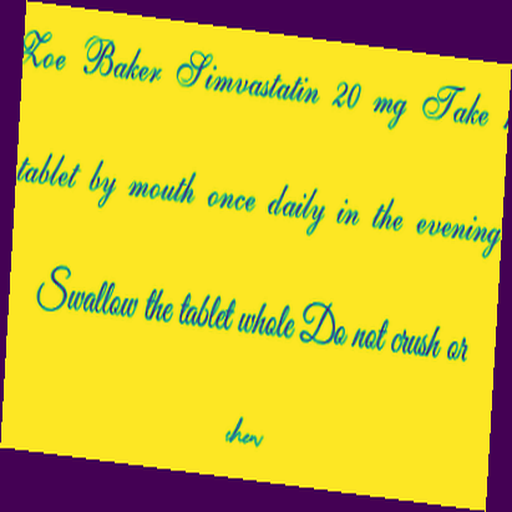 Zoe Baker Simvastatin 20 mg Take
tablet by mouth once daily in the evening
Swallow the tablet whole Do not crush or
chew